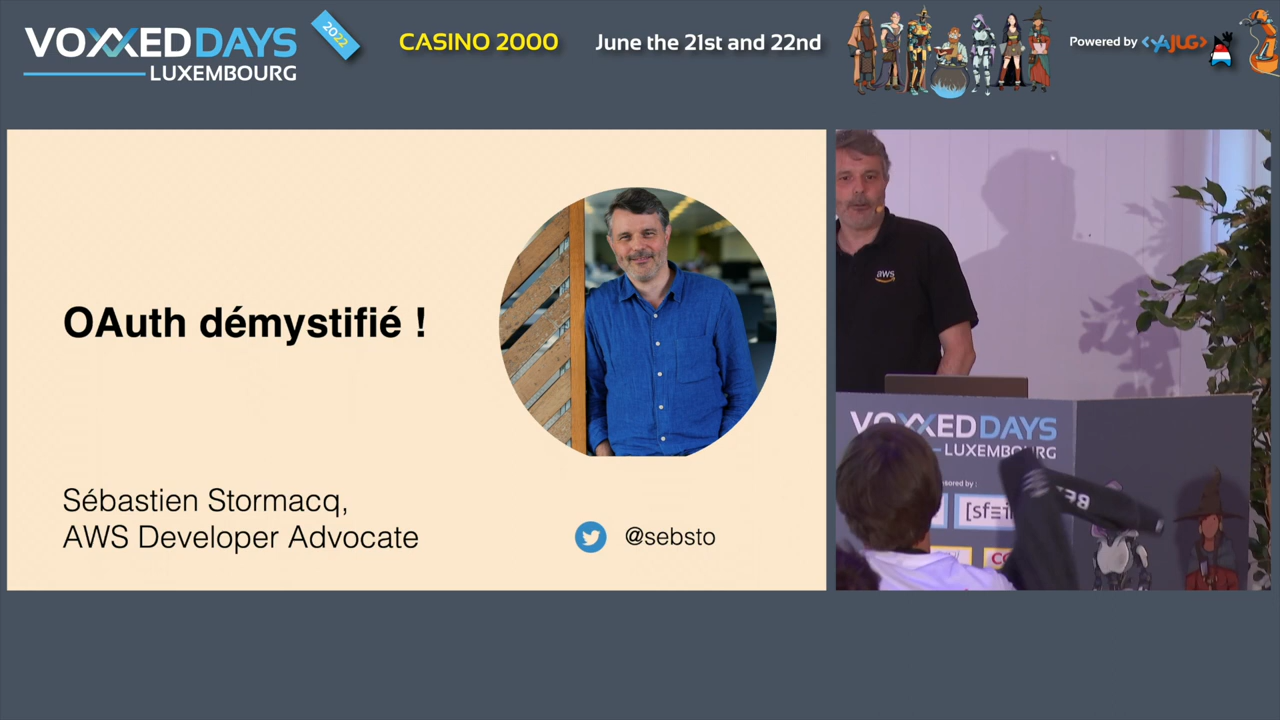 VOXXEDDAYS
LUXEMBOURG
2022
CASINO 2000
June the 21st and 22nd
Powered by <YAJUG>
OAuth démystifié !
Sébastien Stormacq,
AWS Developer Advocate
@sebsto
aws
VOXXEDDAYS
LUXEMBOURG